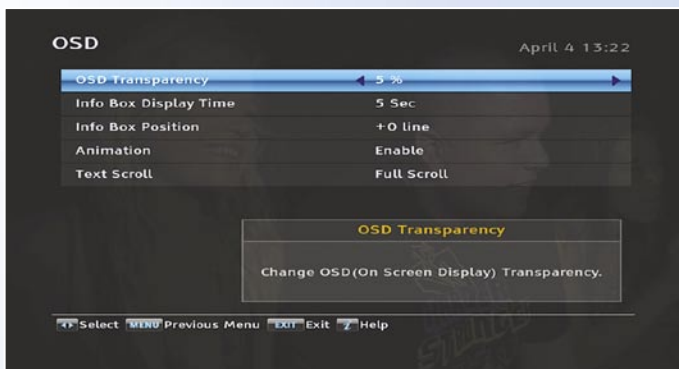 OSD
April 4 13:22
OSD Transparency 5 %
Info Box Display Time 5 Sec
Info Box Position +0 line
Animation Enable
Text Scroll Full Scroll
OSD Transparency
Change OSD(On Screen Display) Transparency.
Select MENU Previous Menu EXIT Exit i Help